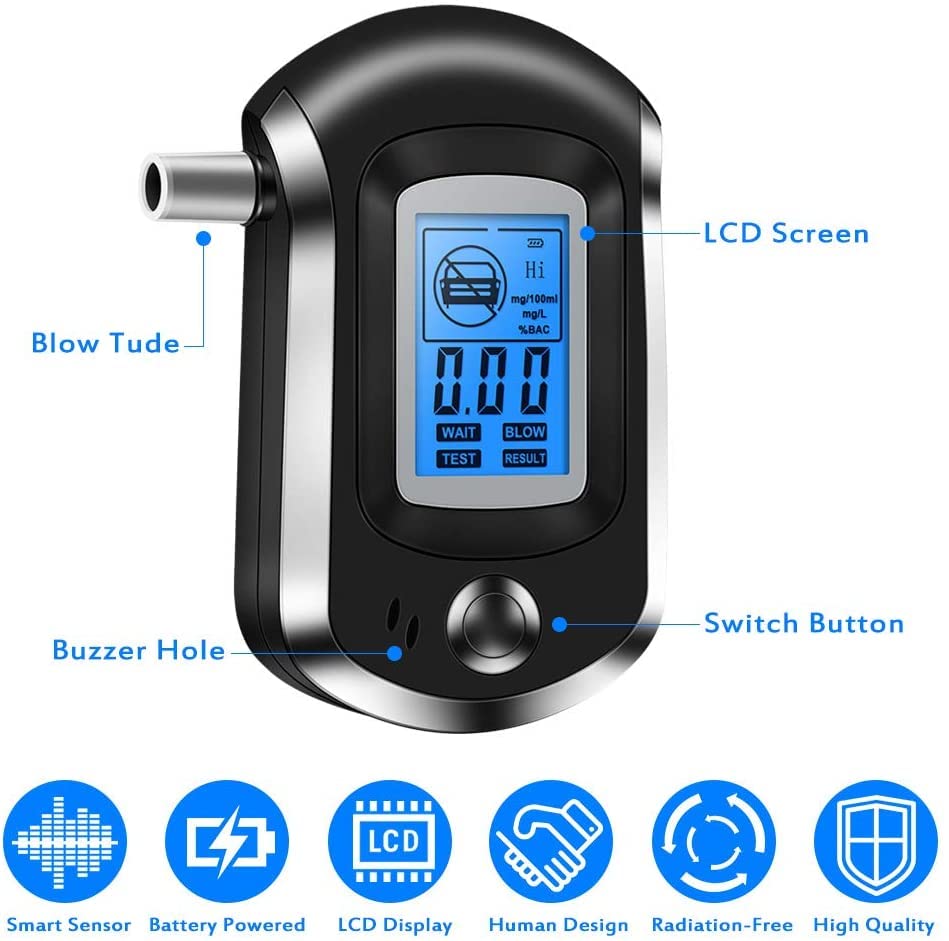 LCD Screen
Hi
mg/100ml
mg/L
%BAC
Blow Tude
0.00
WAIT BLOW
TEST RESULT
Switch Button
Buzzer Hole
LCD
Smart Sensor Battery Powered LCD Display Human Design Radiation-Free High Quality